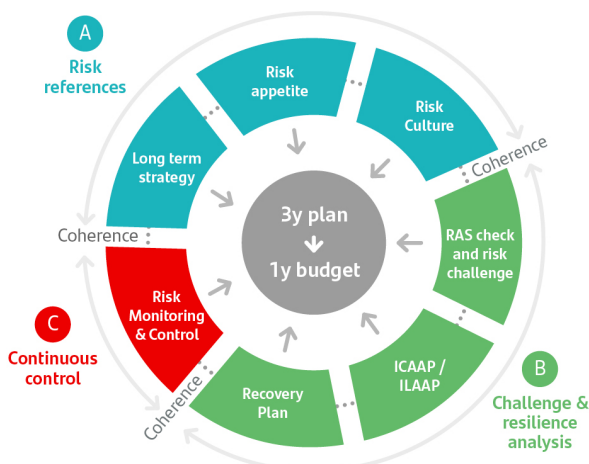 A
Risk
references
Risk
appetite
Risk
Culture
Long term
strategy
Coherence
Coherence
3y plan
1y budget
RAS check
and risk
challenge
Risk
Monitoring
& Control
C
Continuous
control
Coherence
Recovery
Plan
ICAAP /
ILAAP
B
Challenge &
resilience
analysis